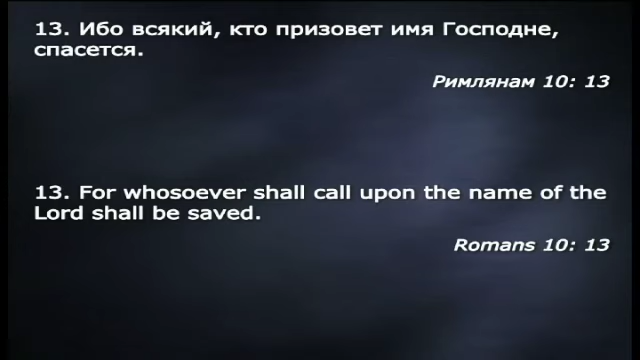 13. Ибо всякий, кто призовет имя Господне,
спасется.
Римлянам 10: 13
13. For whosoever shall call upon the name of the
Lord shall be saved.
Romans 10: 13